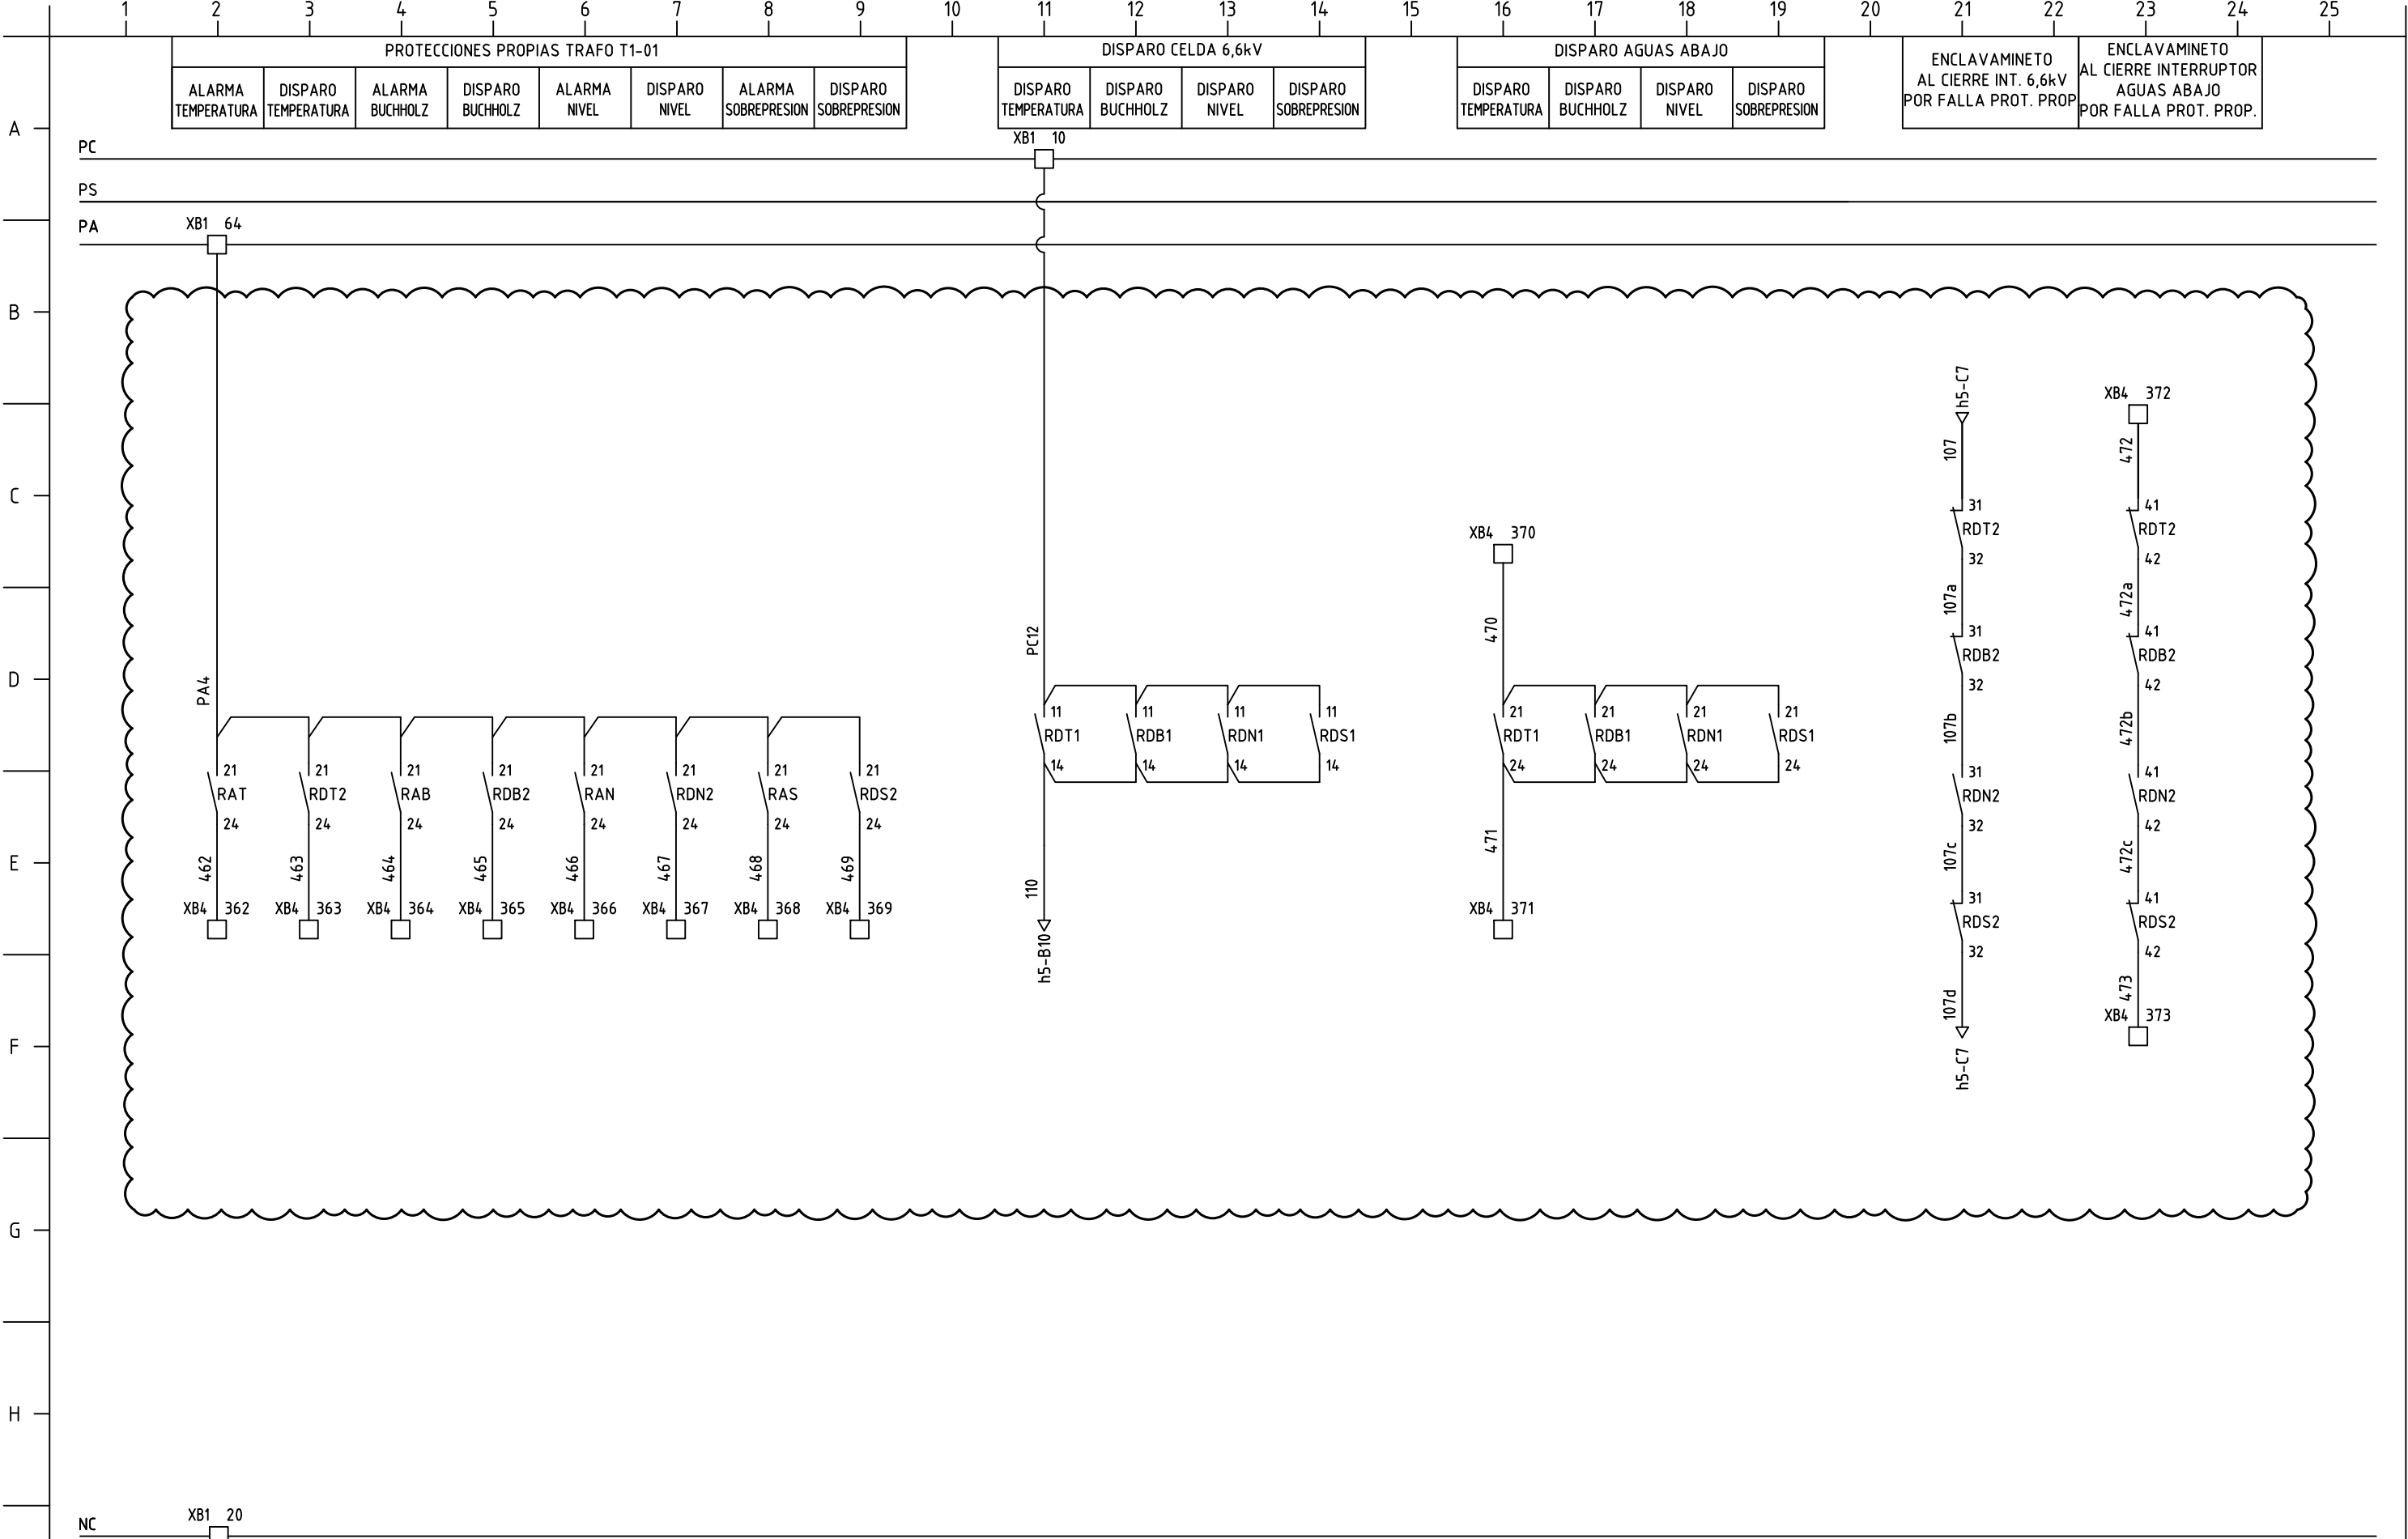 1 2 3 4 5 6 7 8 9 10 11 12 13 14 15 16 17 18 19 20 21 22 23 24 25
PROTECCIONES PROPIAS TRAFO T1-01
ALARMA TEMPERATURA
DISPARO TEMPERATURA
ALARMA BUCHHOLZ
DISPARO BUCHHOLZ
ALARMA NIVEL
DISPARO NIVEL
ALARMA SOBREPRESION
DISPARO SOBREPRESION
DISPARO CELDA 6,6kV
DISPARO TEMPERATURA
DISPARO BUCHHOLZ
DISPARO NIVEL
DISPARO SOBREPRESION
DISPARO AGUAS ABAJO
DISPARO TEMPERATURA
DISPARO BUCHHOLZ
DISPARO NIVEL
DISPARO SOBREPRESION
ENCLAVAMINETO
AL CIERRE INT. 6,6kV
POR FALLA PROT. PROP
ENCLAVAMINETO
AL CIERRE INTERRUPTOR
AGUAS ABAJO
POR FALLA PROT. PROP.
A
B
C
D
E
F
G
H
PC
XB1 10
PS
PA
XB1 64
PA4
21 RAT 24 462 XB4 362
21 RDT2 24 463 XB4 363
21 RAB 24 464 XB4 364
21 RDB2 24 465 XB4 365
21 RAN 24 466 XB4 366
21 RDN2 24 467 XB4 367
21 RAS 24 468 XB4 368
21 RDS2 24 469 XB4 369
PC12
11 RDT1 14
11 RDB1 14
11 RDN1 14
11 RDS1 14
110
h5-B10
XB4 370
470
21 RDT1 24
21 RDB1 24
21 RDN1 24
21 RDS1 24
471
XB4 371
h5-C7
107
31 RDT2 32
107a
31 RDB2 32
107b
31 RDN2 32
107c
31 RDS2 32
107d
h5-C7
XB4 372
472
41 RDT2 42
472a
41 RDB2 42
472b
41 RDN2 42
472c
41 RDS2 42
473
XB4 373
NC
XB1 20